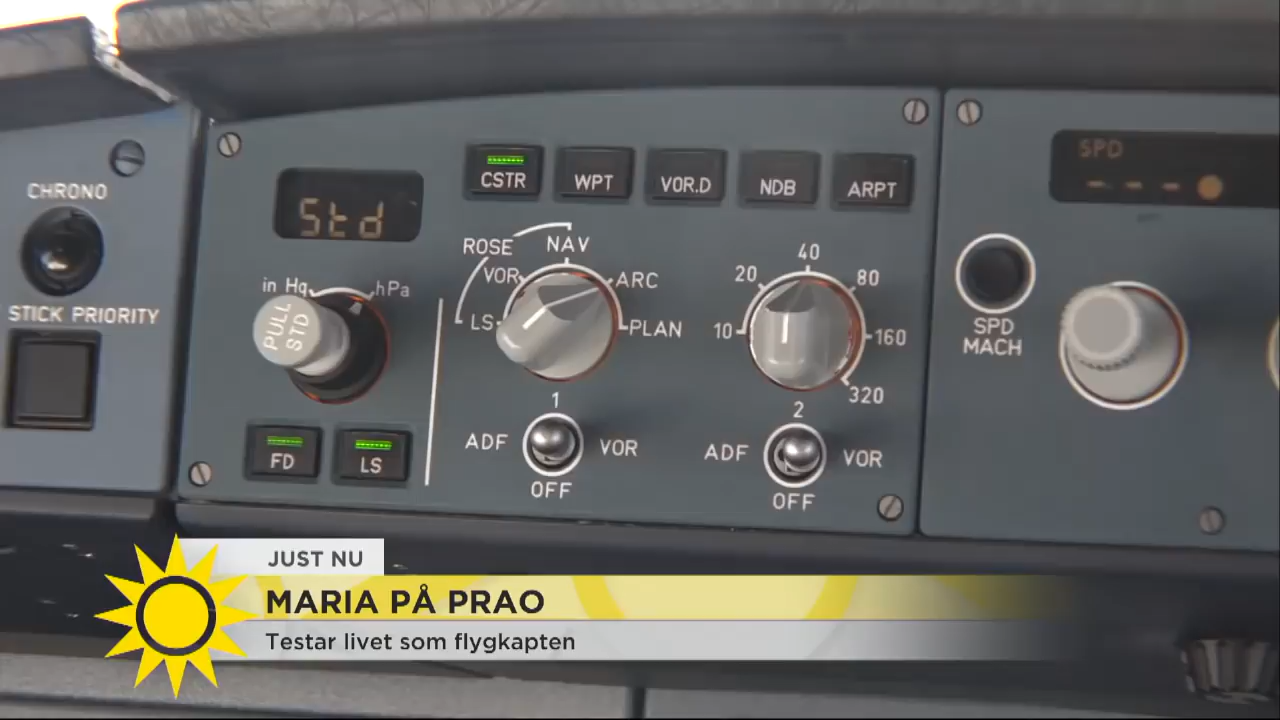 SPD
- - -
CSTR
WPT
VOR.D
NDB
ARPT
CHRONO
Std
ROSE
NAV
VOR
ARC
LS
PLAN
in Hg
hPa
PULL
STD
STICK PRIORITY
10
20
40
80
160
320
SPD
MACH
FD
LS
1
ADF
VOR
OFF
2
ADF
VOR
OFF
JUST NU
MARIA PÅ PRAO
Testar livet som flygkapten